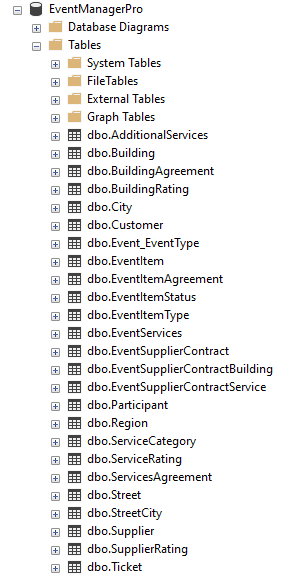 EventManagerPro
Database Diagrams
Tables
System Tables
FileTables
External Tables
Graph Tables
dbo.AdditionalServices
dbo.Building
dbo.BuildingAgreement
dbo.BuildingRating
dbo.City
dbo.Customer
dbo.Event_EventType
dbo.EventItem
dbo.EventItemAgreement
dbo.EventItemStatus
dbo.EventItemType
dbo.EventServices
dbo.EventSupplierContract
dbo.EventSupplierContractBuilding
dbo.EventSupplierContractService
dbo.Participant
dbo.Region
dbo.ServiceCategory
dbo.ServiceRating
dbo.ServicesAgreement
dbo.Street
dbo.StreetCity
dbo.Supplier
dbo.SupplierRating
dbo.Ticket